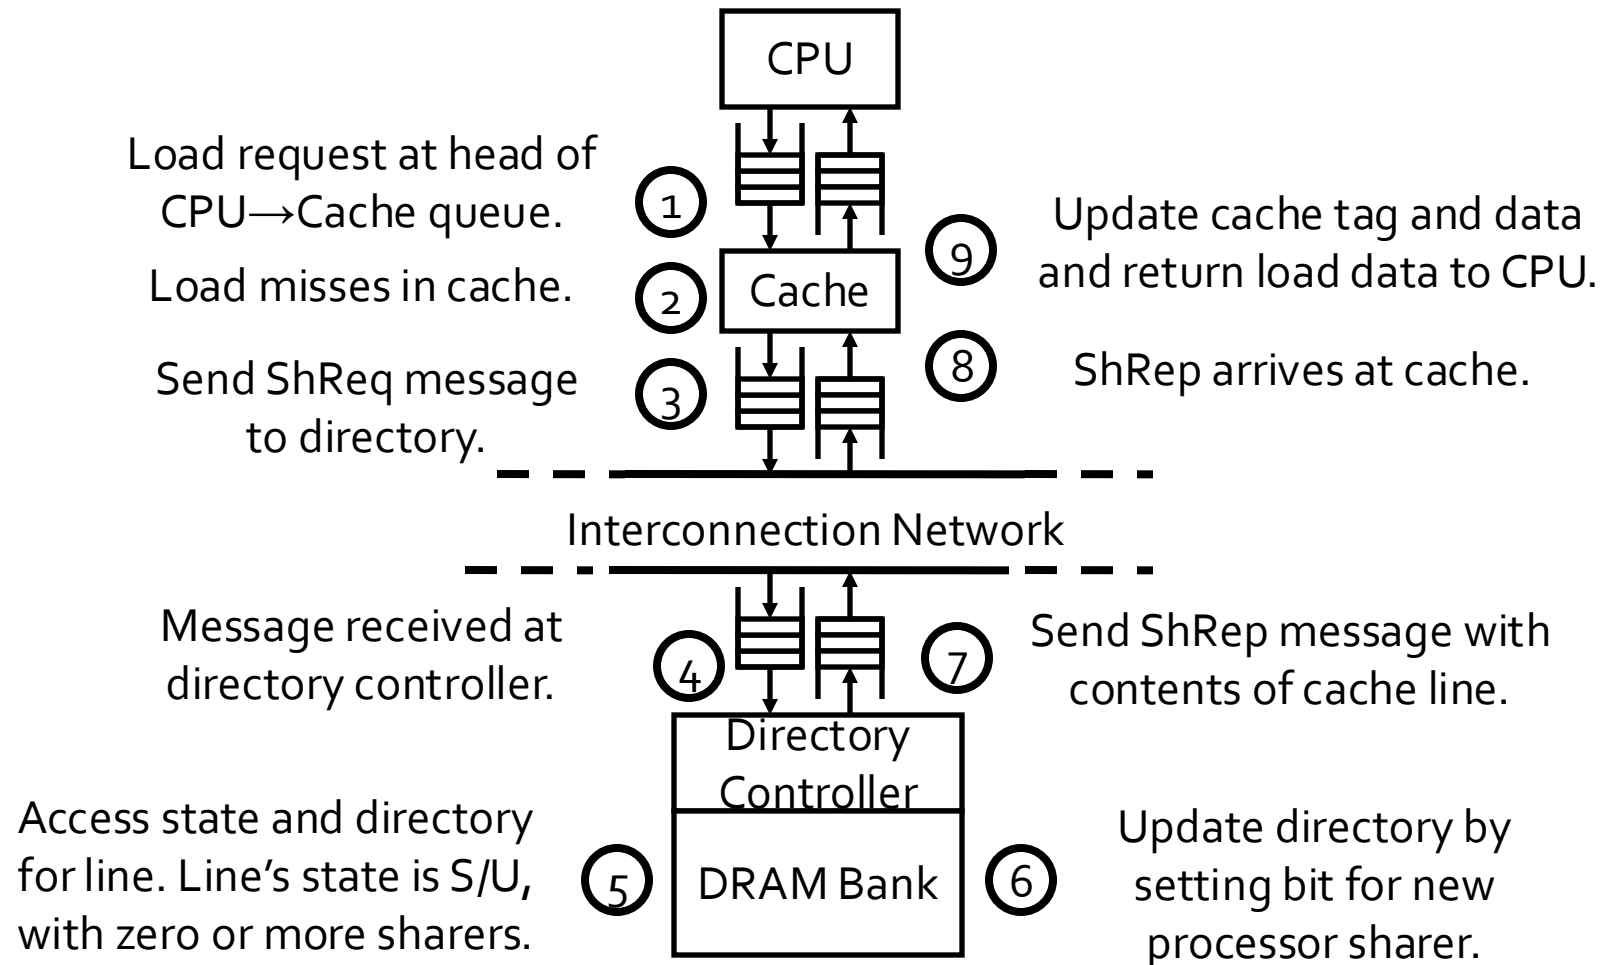 CPU
Load request at head of
CPU→Cache queue.
1
Load misses in cache.
2
Cache
9
Update cache tag and data
and return load data to CPU.
Send ShReq message
to directory.
3
8
ShRep arrives at cache.
Interconnection Network
Message received at
directory controller.
4
7
Send ShRep message with
contents of cache line.
Directory
Controller
Access state and directory
for line. Line's state is S/U,
with zero or more sharers.
5
DRAM Bank
6
Update directory by
setting bit for new
processor sharer.